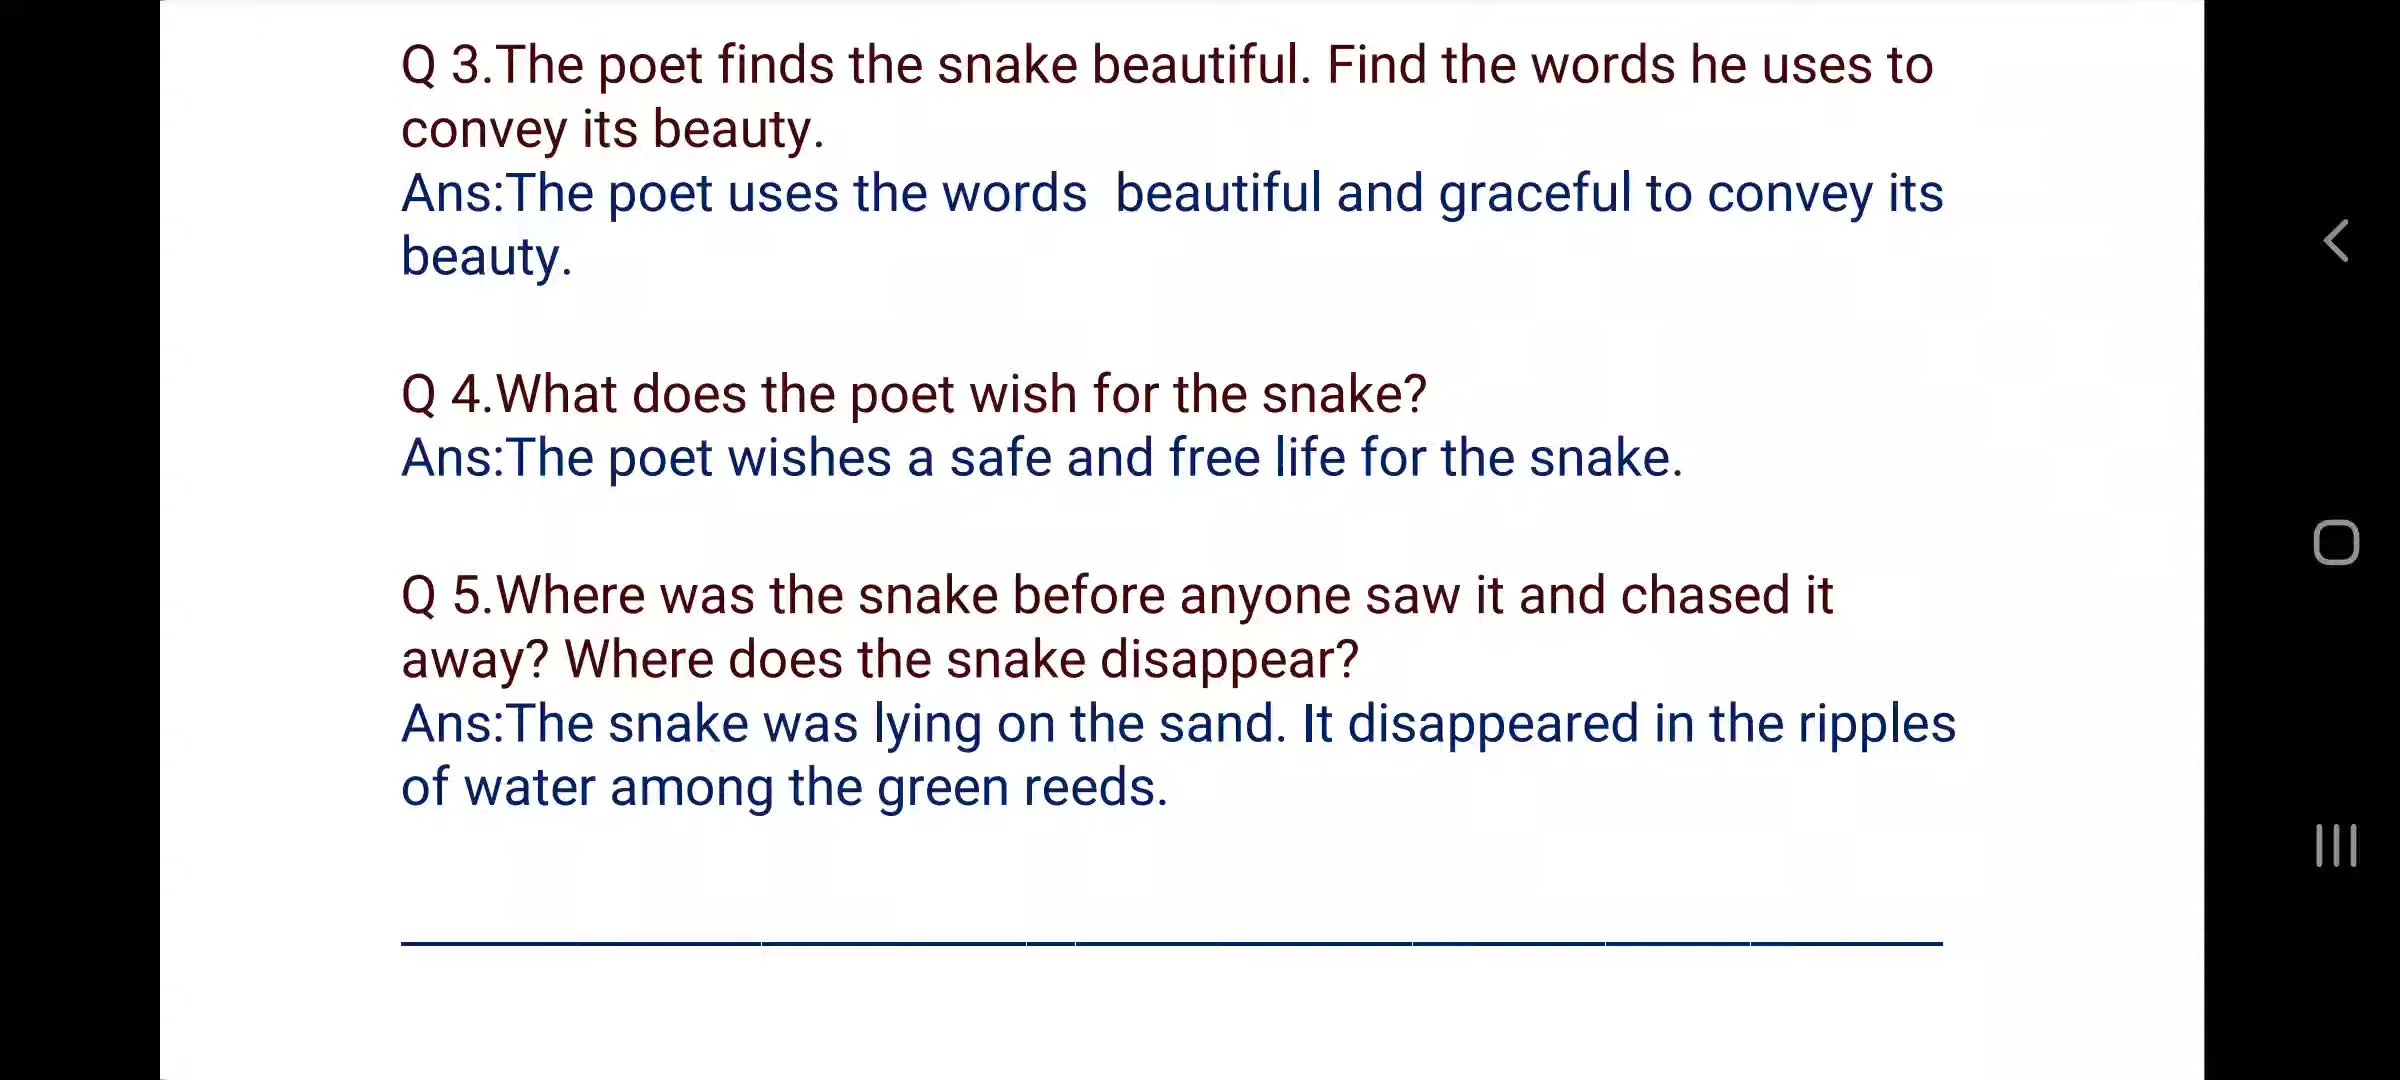 Q 3.The poet finds the snake beautiful. Find the words he uses to
convey its beauty.
Ans:The poet uses the words  beautiful and graceful to convey its
beauty.
Q 4.What does the poet wish for the snake?
Ans:The poet wishes a safe and free life for the snake.
Q 5.Where was the snake before anyone saw it and chased it
away? Where does the snake disappear?
Ans:The snake was lying on the sand. It disappeared in the ripples
of water among the green reeds.